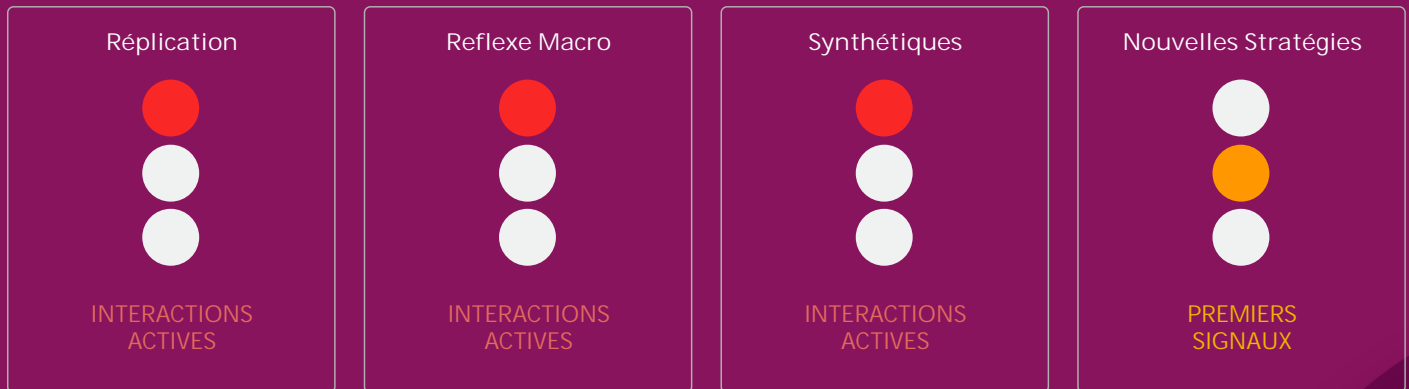 Réplication
INTERACTIONS
ACTIVES
Reflexe Macro
INTERACTIONS
ACTIVES
Synthétiques
INTERACTIONS
ACTIVES
Nouvelles Stratégies
PREMIERS
SIGNAUX